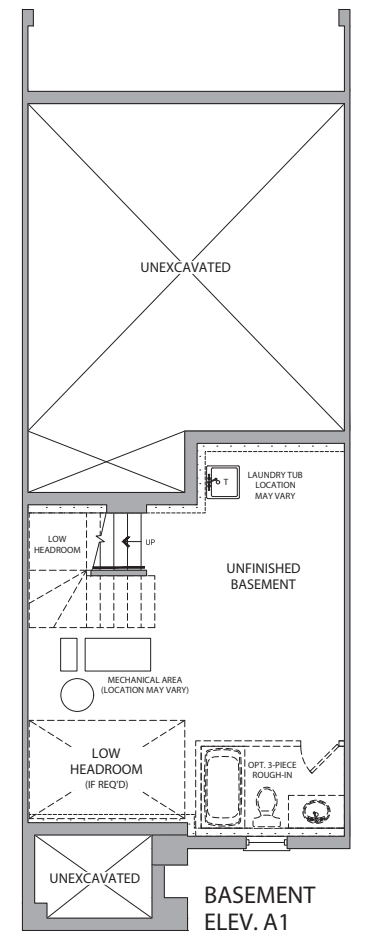 UNEXCAVATED
T
LAUNDRY TUB
LOCATION
MAY VARY
LOW
HEADROOM
UP
UNFINISHED
BASEMENT
MECHANICAL AREA
(LOCATION MAY VARY)
LOW
HEADROOM
(IF REQ'D)
OPT. 3-PIECE
ROUGH-IN
UNEXCAVATED
BASEMENT
ELEV. A1